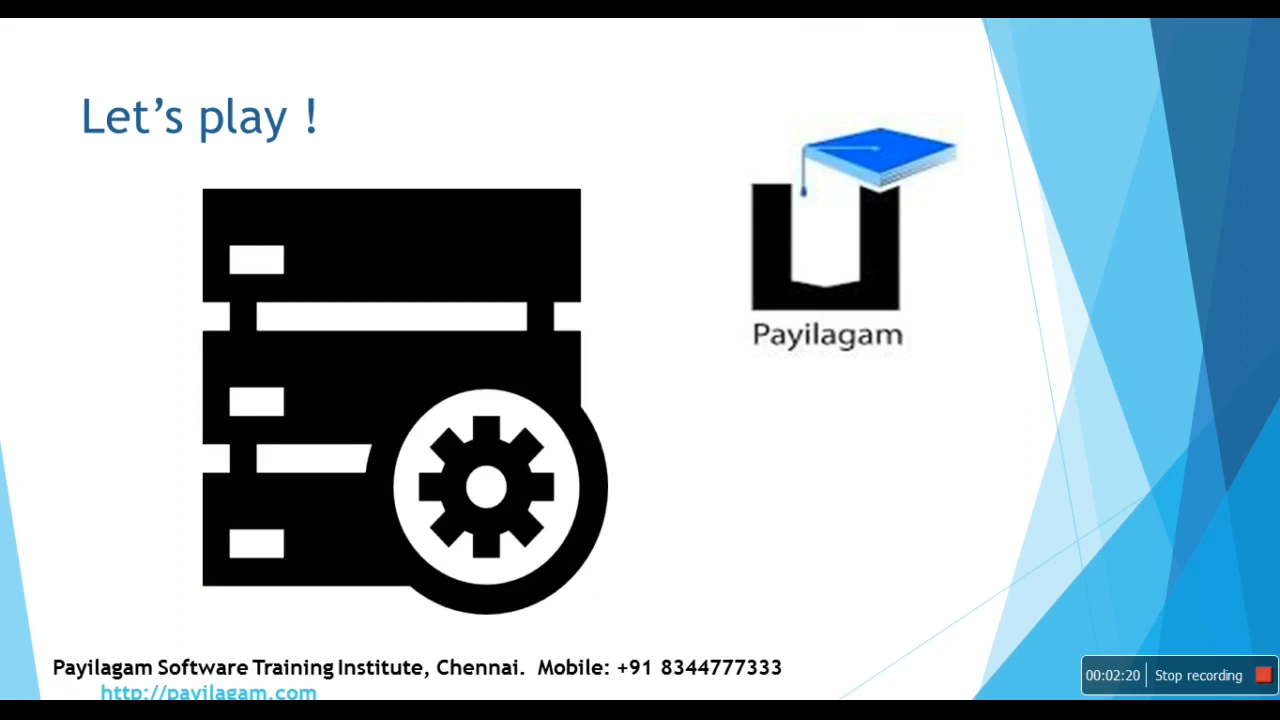 Let’s play !
Payilagam
Payilagam Software Training Institute, Chennai.  Mobile: +91 8344777333
http://payilagam.com
00:02:20 Stop recording